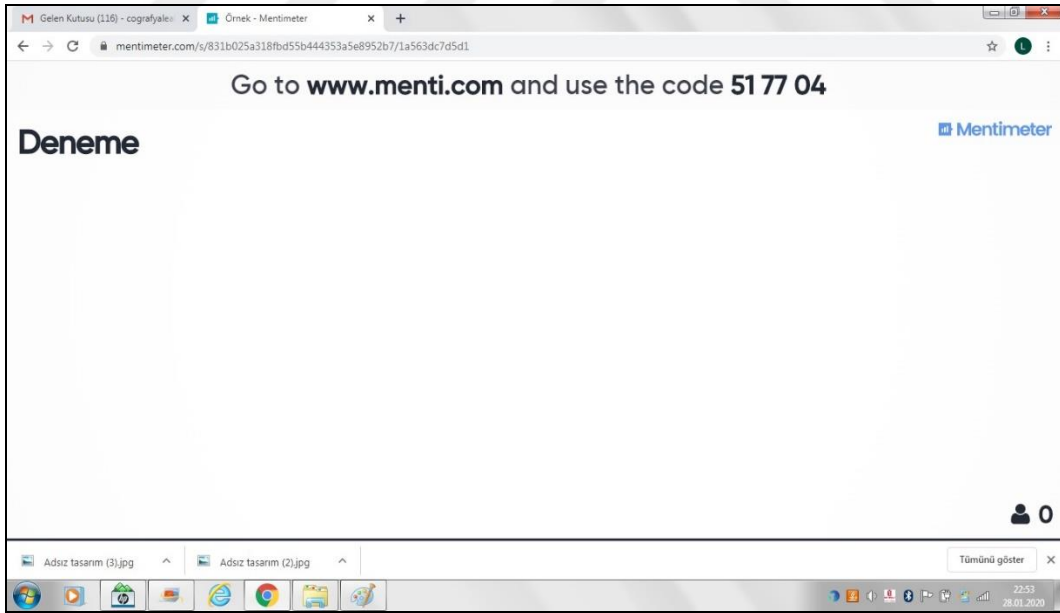 Gelen Kutusu (116) - cografyale
Örnek - Mentimeter
mentimeter.com/s/831b025a318fbd55b444353a5e8952b7/1a563dc7d5d1
L
Go to www.menti.com and use the code 51 77 04
Mentimeter
Deneme
0
Adsız tasarım (3).jpg
Adsız tasarım (2).jpg
Tümünü göster
22:53
28.01.2020